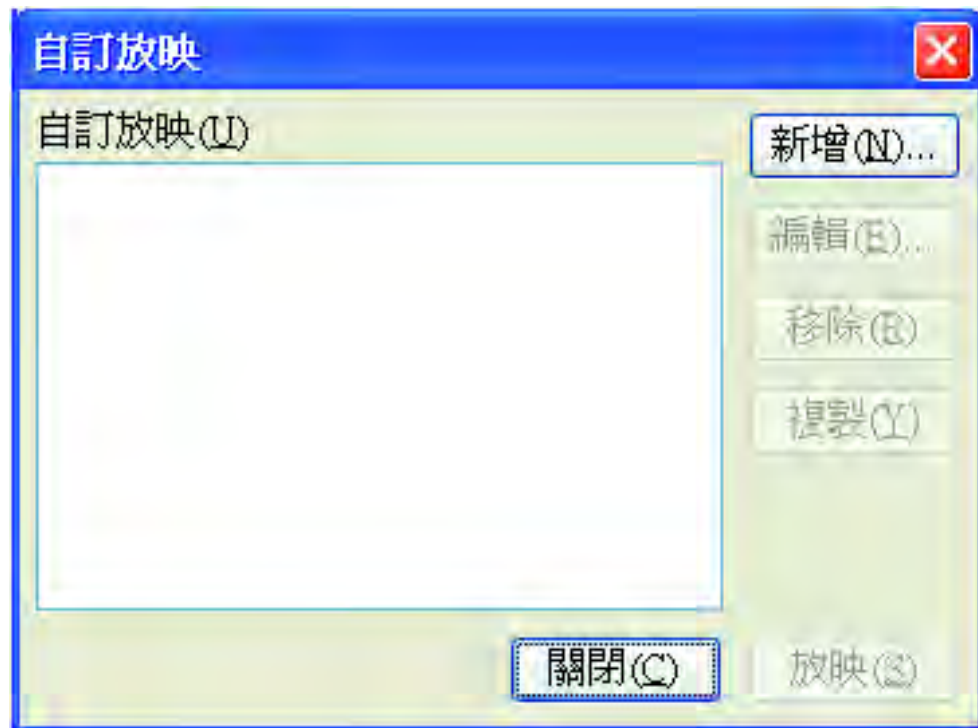 自訂放映
自訂放映(U)
新增(N)...
編輯(E)...
移除(R)
複製(Y)
關閉(C)
放映(S)